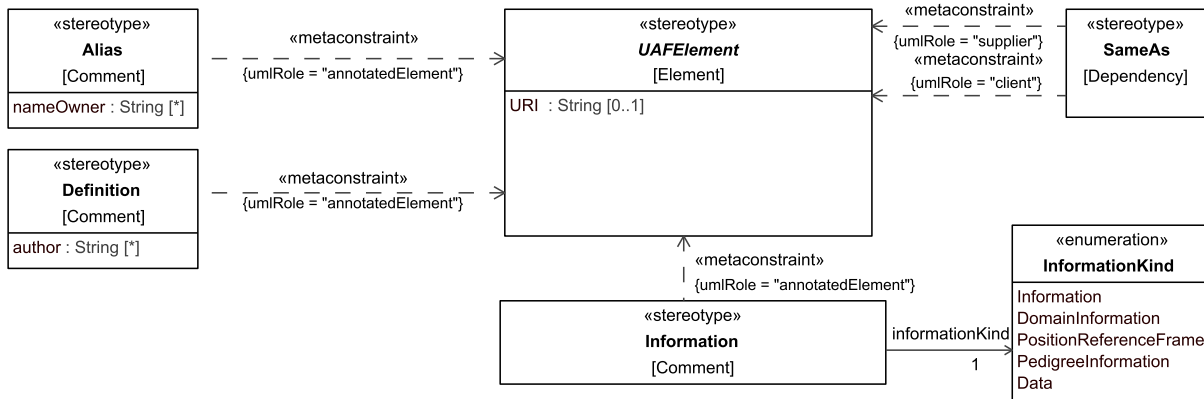 «stereotype»
Alias
[Comment]
nameOwner : String [*]
«metaconstraint»
{umlRole = "annotatedElement"}
«stereotype»
UAFElement
[Element]
URI : String [0..1]
«metaconstraint»
{umlRole = "supplier"}
«metaconstraint»
{umlRole = "client"}
«stereotype»
SameAs
[Dependency]
«stereotype»
Definition
[Comment]
author : String [*]
«metaconstraint»
{umlRole = "annotatedElement"}
«metaconstraint»
{umlRole = "annotatedElement"}
«stereotype»
Information
[Comment]
informationKind
1
«enumeration»
InformationKind
Information
DomainInformation
PositionReferenceFrame
PedigreeInformation
Data